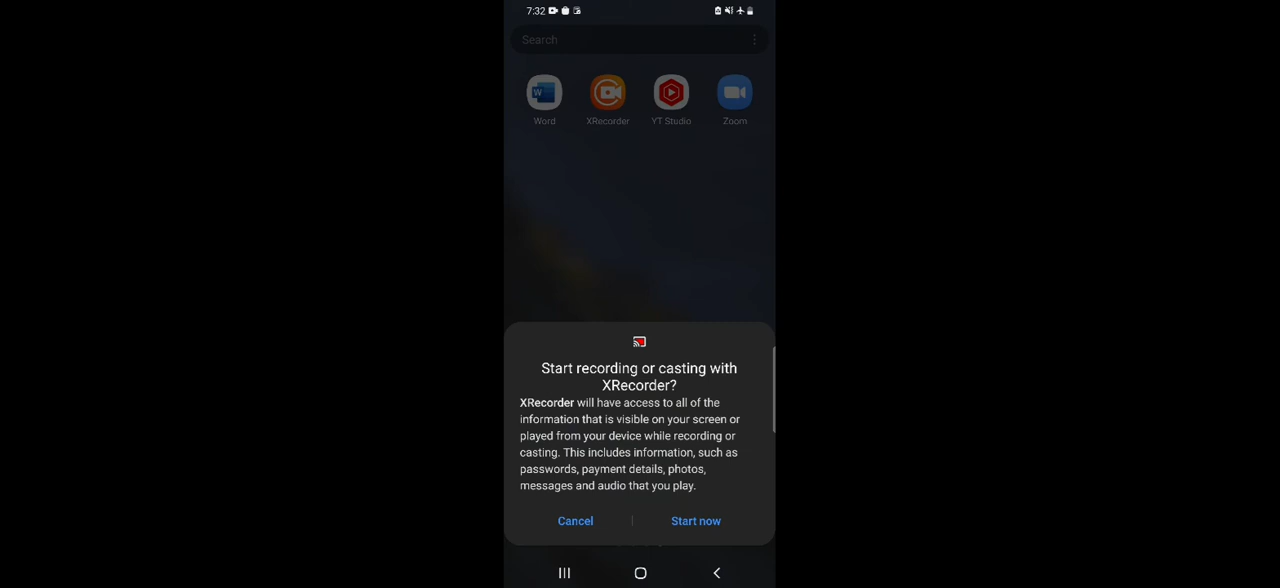 7:32
Search
Word XRecorder YT Studio Zoom
Start recording or casting with
XRecorder?
XRecorder will have access to all of the
information that is visible on your screen or
played from your device while recording or
casting. This includes information, such as
passwords, payment details, photos,
messages and audio that you play.
Cancel | Start now